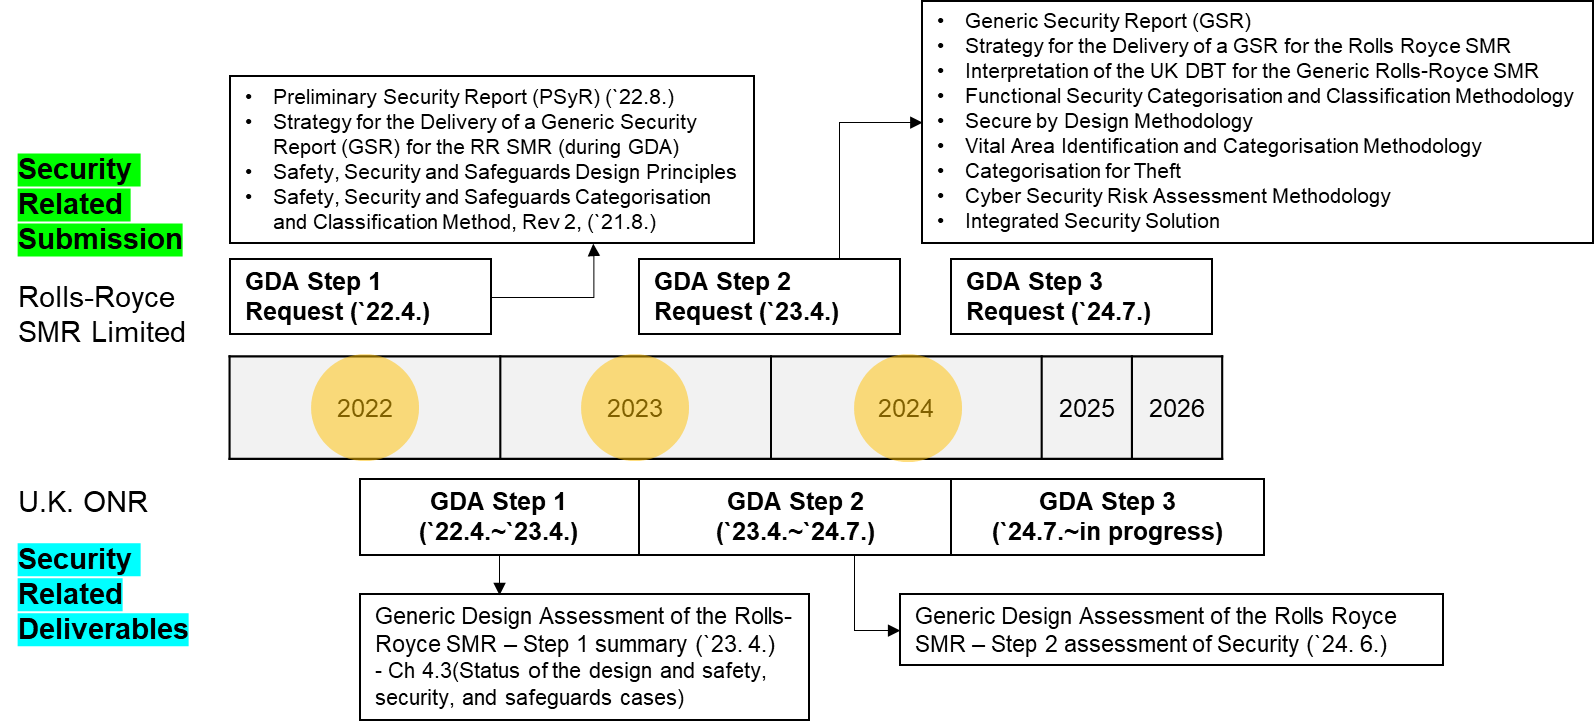 • Generic Security Report (GSR)
• Strategy for the Delivery of a GSR for the Rolls Royce SMR
• Interpretation of the UK DBT for the Generic Rolls-Royce SMR
• Functional Security Categorisation and Classification Methodology
• Secure by Design Methodology
• Vital Area Identification and Categorisation Methodology
• Categorisation for Theft
• Cyber Security Risk Assessment Methodology
• Integrated Security Solution
• Preliminary Security Report (PSyR) (`22.8.)
• Strategy for the Delivery of a Generic Security
Report (GSR) for the RR SMR (during GDA)
• Safety, Security and Safeguards Design Principles
• Safety, Security and Safeguards Categorisation
and Classification Method, Rev 2, (`21.8.)
Security
Related
Submission
Rolls-Royce
SMR Limited
GDA Step 1
Request (`22.4.)
GDA Step 2
Request (`23.4.)
GDA Step 3
Request (`24.7.)
2022
2023
2024
2025
2026
U.K. ONR
GDA Step 1
(`22.4.~`23.4.)
GDA Step 2
(`23.4.~`24.7.)
GDA Step 3
(`24.7.~in progress)
Security
Related
Deliverables
Generic Design Assessment of the Rolls-
Royce SMR – Step 1 summary (`23. 4.)
- Ch 4.3(Status of the design and safety,
security, and safeguards cases)
Generic Design Assessment of the Rolls Royce
SMR – Step 2 assessment of Security (`24. 6.)